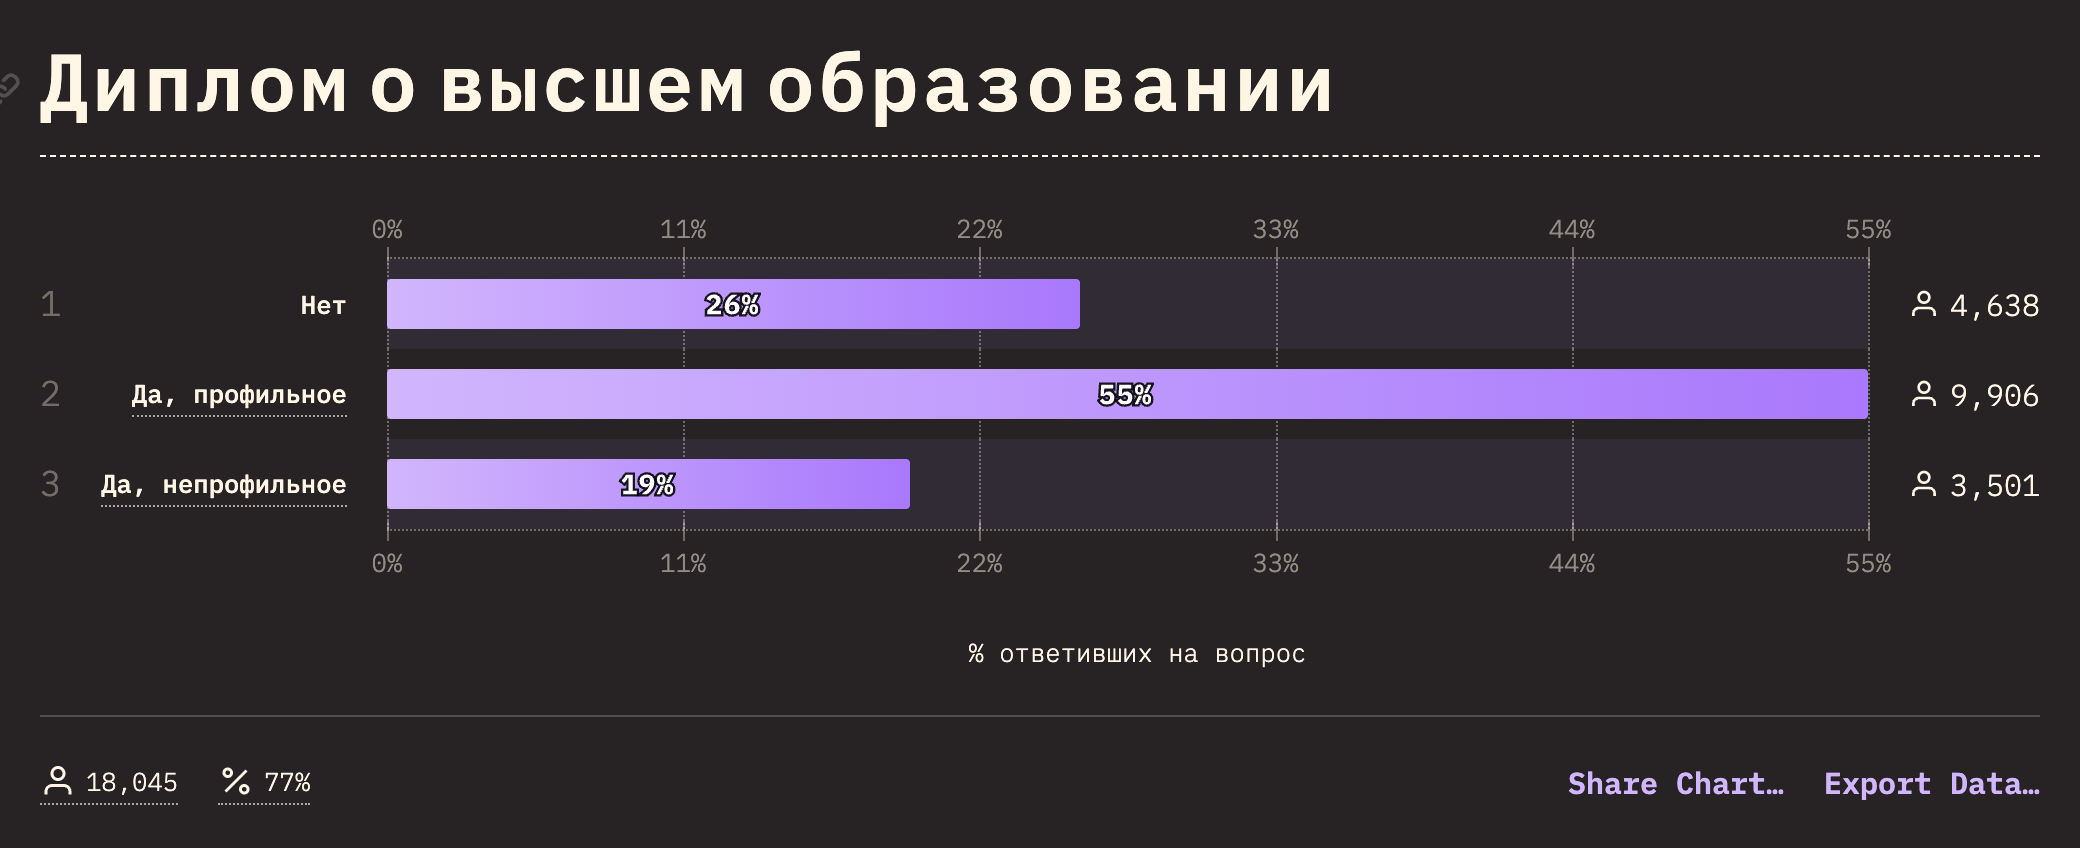 Диплом о высшем образовании
0% 11% 22% 33% 44% 55%
1 Нет 26% 4,638
2 Да, профильное 55% 9,906
3 Да, непрофильное 19% 3,501
0% 11% 22% 33% 44% 55%
% ответивших на вопрос
18,045 77% Share Chart… Export Data…